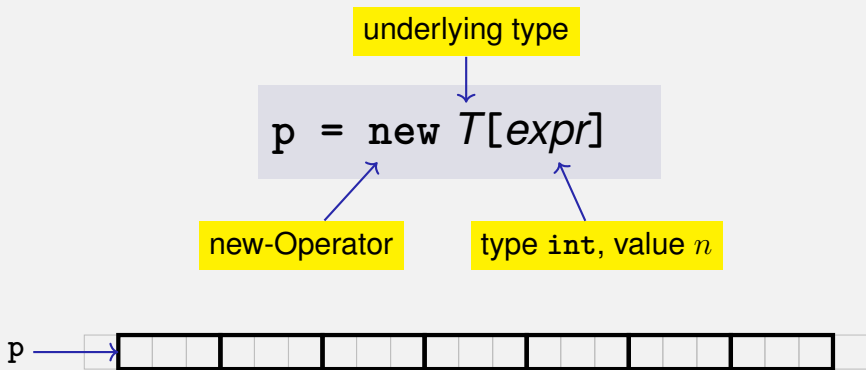 underlying type
p = new T[expr]
new-Operator
type int, value n
p